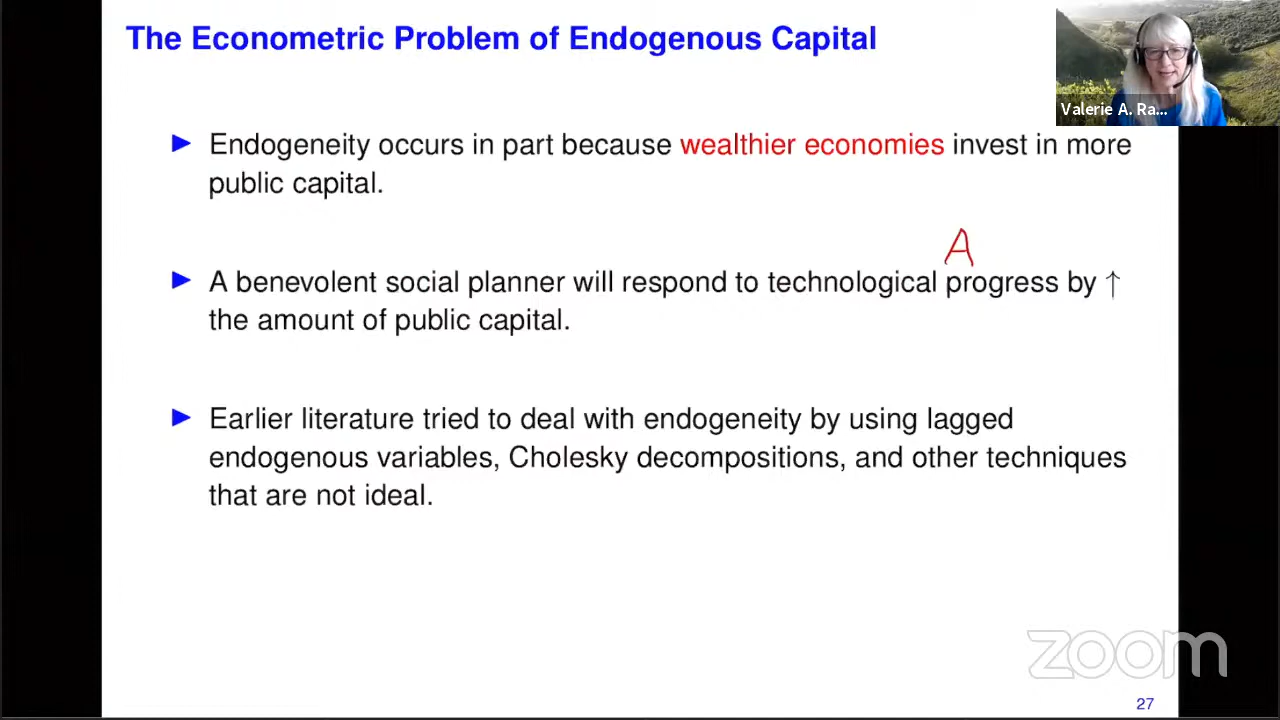 The Econometric Problem of Endogenous Capital
Valerie A. Ra...
▶ Endogeneity occurs in part because wealthier economies invest in more
public capital.
A
▶ A benevolent social planner will respond to technological progress by ↑
the amount of public capital.
▶ Earlier literature tried to deal with endogeneity by using lagged
endogenous variables, Cholesky decompositions, and other techniques
that are not ideal.
zoom
27